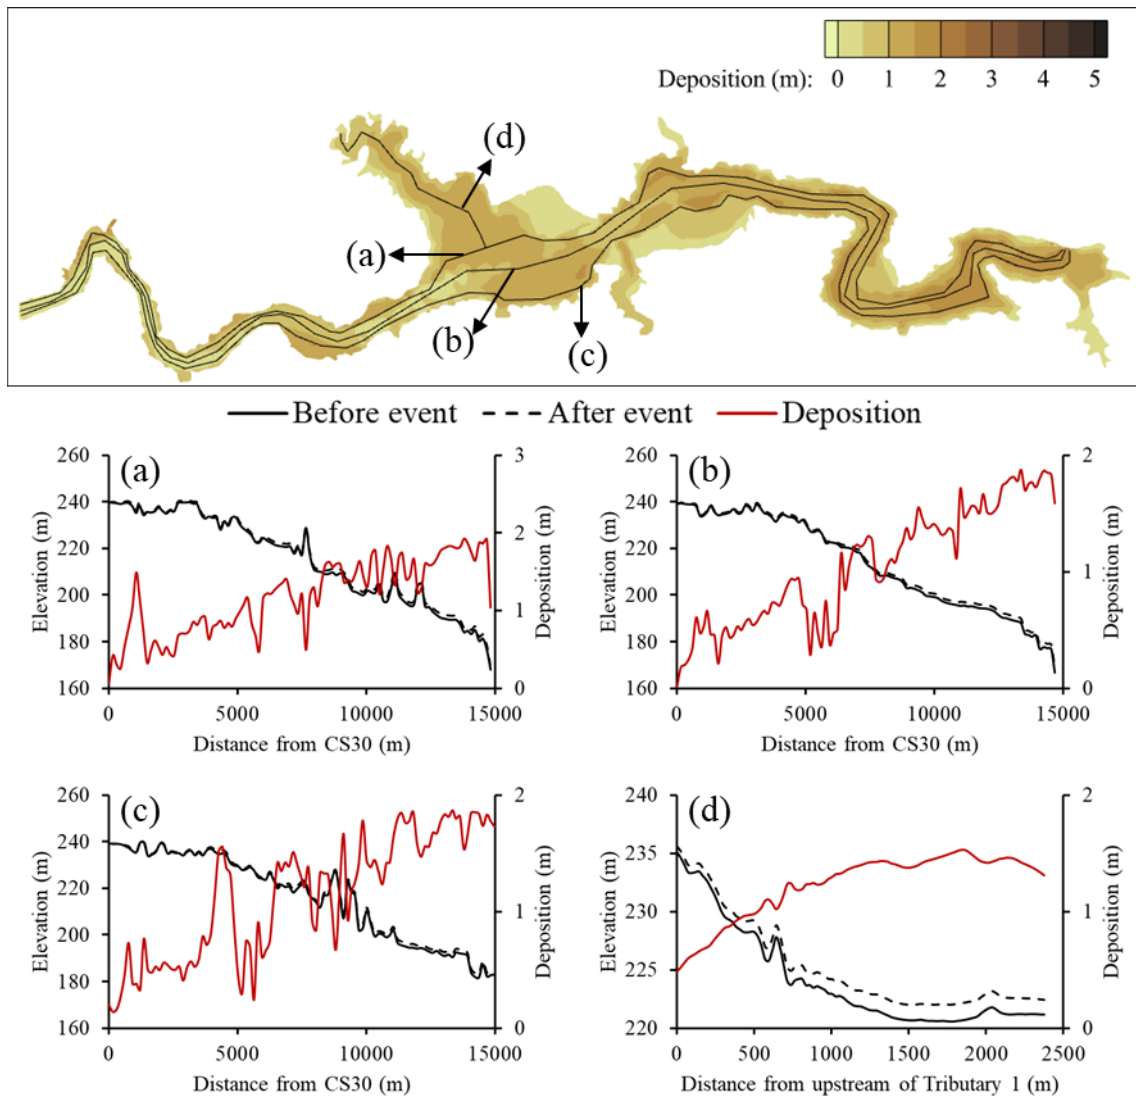 Deposition (m): 0 1 2 3 4 5
(d)
(a)
(b)
(c)
Before event After event Deposition
(a)
260
240
220
200
180
160
Elevation (m)
3
2
1
0
Deposition (m)
0 5000 10000 15000
Distance from CS30 (m)
(b)
260
240
220
200
180
160
Elevation (m)
2
1
0
Deposition (m)
0 5000 10000 15000
Distance from CS30 (m)
(c)
260
240
220
200
180
160
Elevation (m)
2
1
0
Deposition (m)
0 5000 10000 15000
Distance from CS30 (m)
(d)
240
235
230
225
220
Elevation (m)
2
1
0
Deposition (m)
0 500 1000 1500 2000 2500
Distance from upstream of Tributary 1 (m)